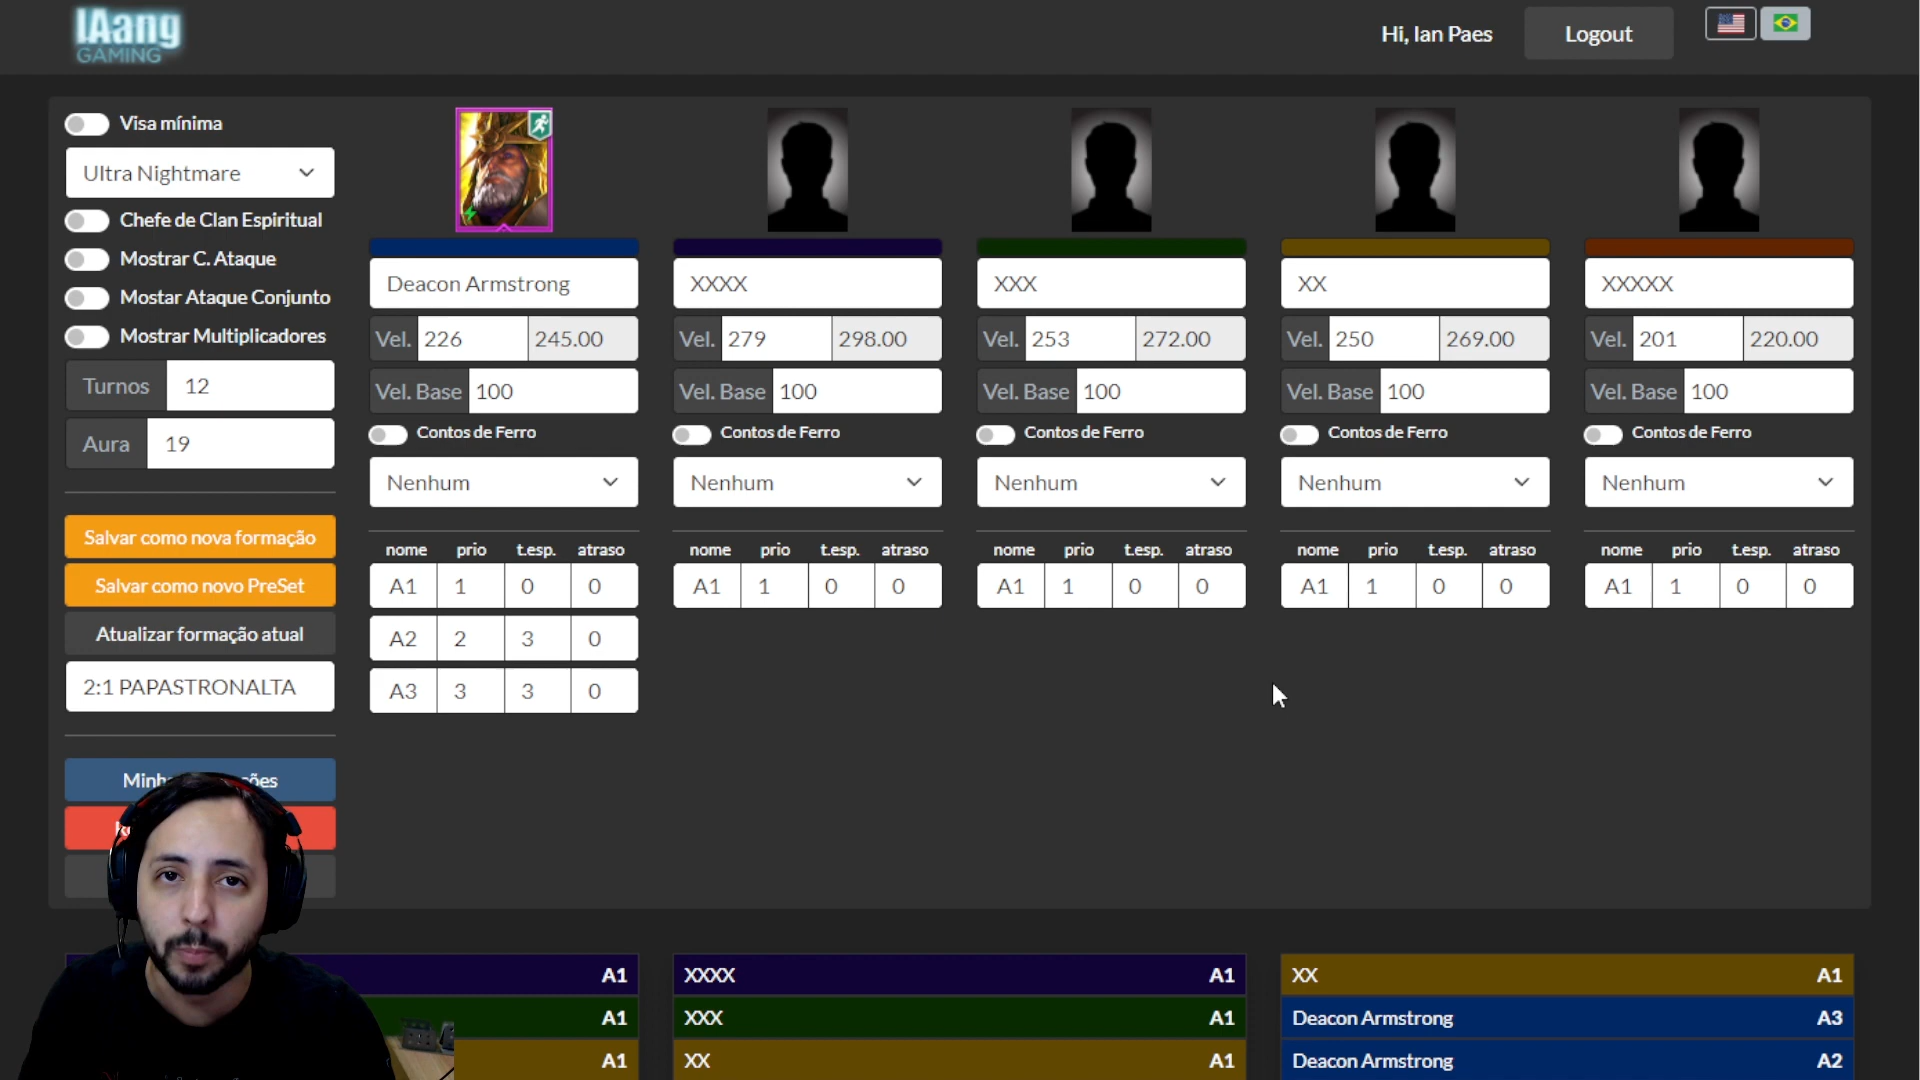 IAang
GAMING
Hi, Ian Paes
Logout
Visa mínima
Ultra Nightmare
Chefe de Clan Espiritual
Mostrar C. Ataque
Mostar Ataque Conjunto
Mostrar Multiplicadores
Turnos 12
Aura 19
Salvar como nova formação
Salvar como novo PreSet
Atualizar formação atual
2:1 PAPASTRONALTA
Deacon Armstrong
Vel. 226 245.00
Vel. Base 100
Contos de Ferro
Nenhum
nome prio t.esp. atraso
A1 1 0 0
A2 2 3 0
A3 3 3 0
XXXX
Vel. 279 298.00
Vel. Base 100
Contos de Ferro
Nenhum
nome prio t.esp. atraso
A1 1 0 0
XXX
Vel. 253 272.00
Vel. Base 100
Contos de Ferro
Nenhum
nome prio t.esp. atraso
A1 1 0 0
XX
Vel. 250 269.00
Vel. Base 100
Contos de Ferro
Nenhum
nome prio t.esp. atraso
A1 1 0 0
XXXXX
Vel. 201 220.00
Vel. Base 100
Contos de Ferro
Nenhum
nome prio t.esp. atraso
A1 1 0 0
A1
A1
A1
XXXX A1
XXX A1
XX A1
XX A1
Deacon Armstrong A3
Deacon Armstrong A2